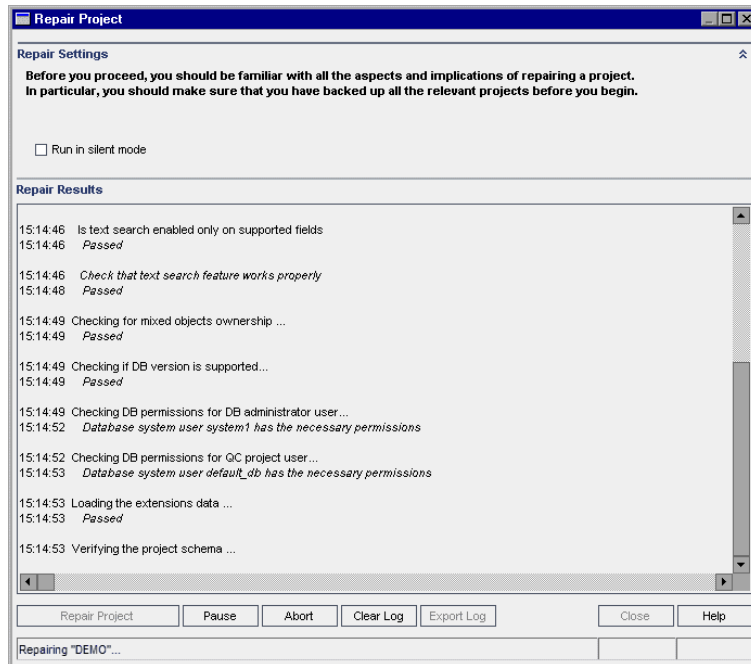 Repair Project
Repair Settings
Before you proceed, you should be familiar with all the aspects and implications of repairing a project.
In particular, you should make sure that you have backed up all the relevant projects before you begin.
Run in silent mode
Repair Results
15:14:46 Is text search enabled only on supported fields
15:14:46 Passed
15:14:46 Check that text search feature works properly
15:14:48 Passed
15:14:49 Checking for mixed objects ownership ...
15:14:49 Passed
15:14:49 Checking if DB version is supported...
15:14:49 Passed
15:14:49 Checking DB permissions for DB administrator user...
15:14:52 Database system user system1 has the necessary permissions
15:14:52 Checking DB permissions for QC project user...
15:14:53 Database system user default_db has the necessary permissions
15:14:53 Loading the extensions data ...
15:14:53 Passed
15:14:53 Verifying the project schema ...
Repair Project Pause Abort Clear Log Export Log Close Help
Repairing "DEMO"...